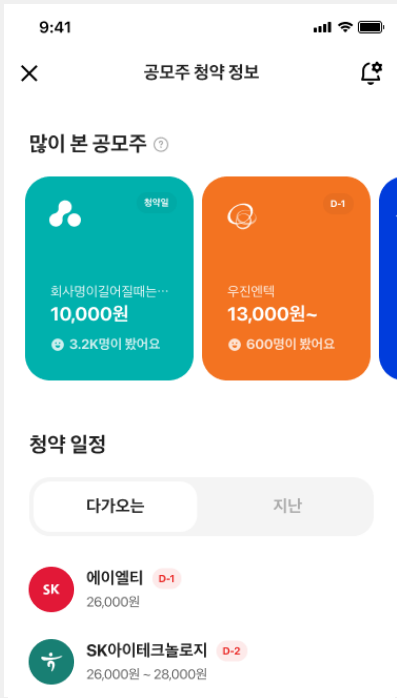 9:41
공모주 청약 정보
많이 본 공모주 ?
청약일
회사명이길어질때는…
10,000원
3.2K명이 봤어요
D-1
우진엔텍
13,000원~
600명이 봤어요
청약 일정
다가오는
지난
SK
에이엘티 D-1
26,000원
SK아이테크놀로지 D-2
26,000원 ~ 28,000원